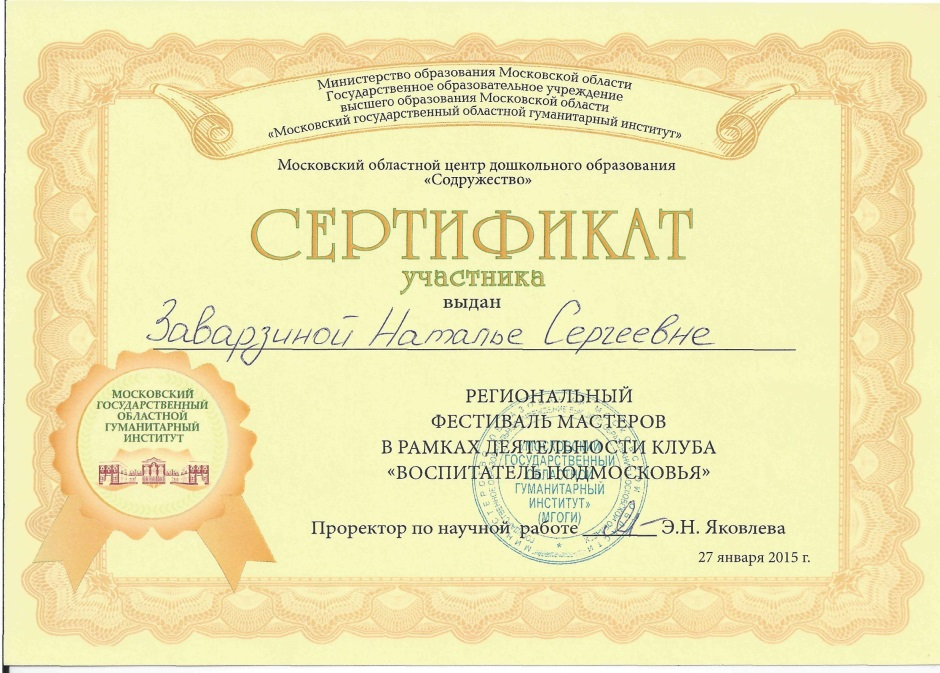 Министерство образования Московской области
Государственное образовательное учреждение
высшего образования Московской области
«Московский государственный областной гуманитарный институт»
Московский областной центр дошкольного образования
«Содружество»
СЕРТИФИКАТ
участника
выдан
Заварзиной Наталье Сергеевне
РЕГИОНАЛЬНЫЙ
ФЕСТИВАЛЬ МАСТЕРОВ
В РАМКАХ ДЕЯТЕЛЬНОСТИ КЛУБА
«ВОСПИТАТЕЛЬ ПОДМОСКОВЬЯ»
МОСКОВСКИЙ
ГОСУДАРСТВЕННЫЙ
ОБЛАСТНОЙ
ГУМАНИТАРНЫЙ
ИНСТИТУТ
«МОСКОВСКИЙ
ГОСУДАРСТВЕННЫЙ
ОБЛАСТНОЙ
ГУМАНИТАРНЫЙ
ИНСТИТУТ»
(МГОГИ)
Проректор по научной работе Э.Н. Яковлева
27 января 2015 г.